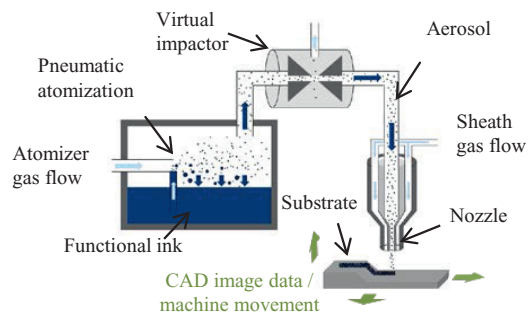 Virtual
impactor
Aerosol
Pneumatic
atomization
Sheath
gas flow
Atomizer
gas flow
Substrate
Nozzle
Functional ink
CAD image data /
machine movement